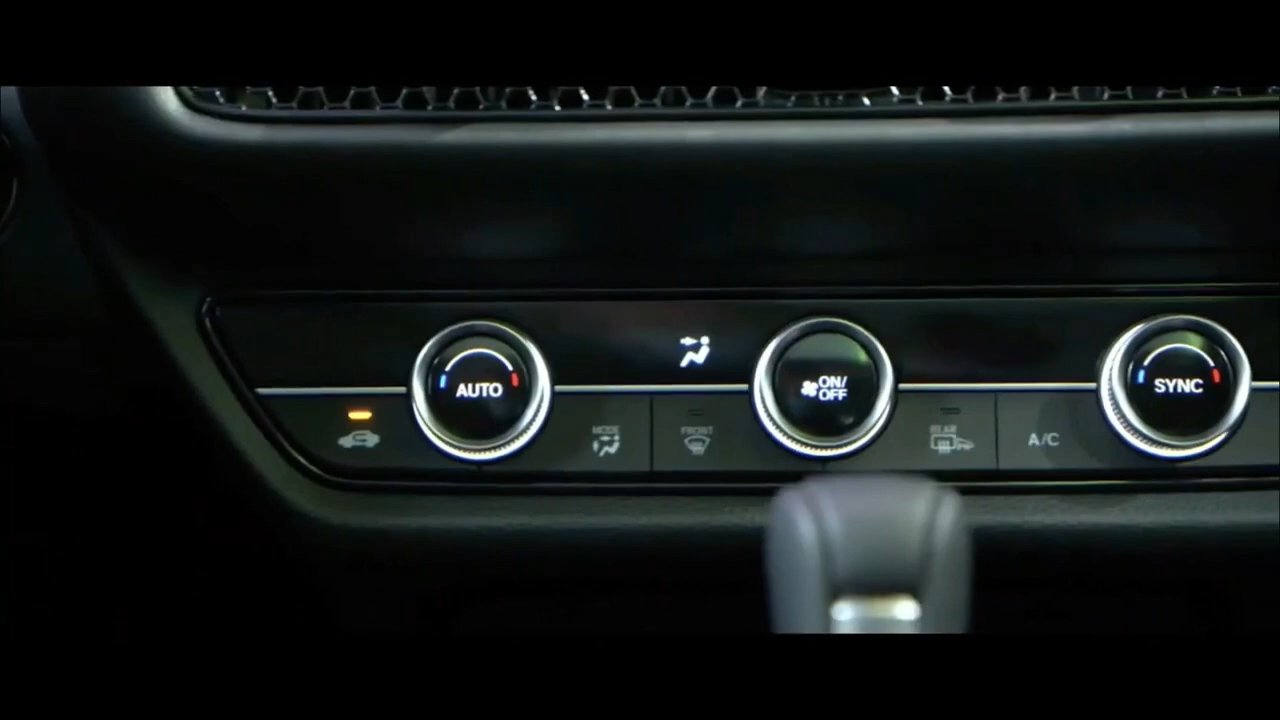 AUTO
ON/
OFF
SYNC
MODE
FRONT
REAR
A/C